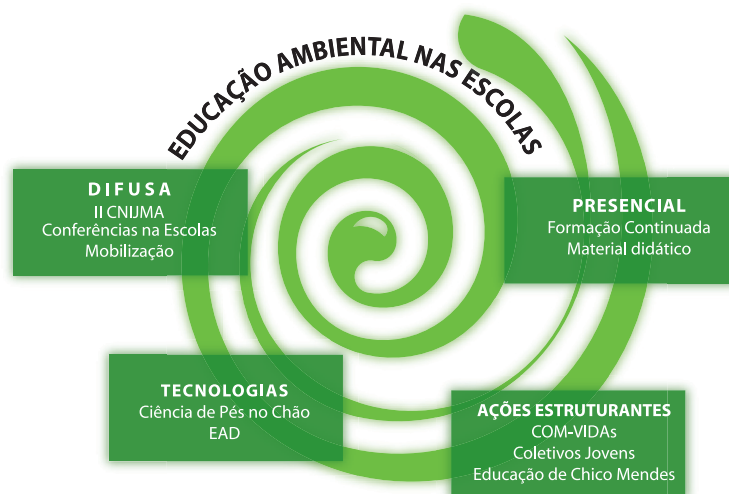 EDUCAÇÃO AMBIENTAL NAS ESCOLAS
DIFUSA
II CNIJMA
Conferências na Escolas
Mobilização
PRESENCIAL
Formação Continuada
Material didático
TECNOLOGIAS
Ciência de Pés no Chão
EAD
AÇÕES ESTRUTURANTES
COM-VIDAs
Coletivos Jovens
Educação de Chico Mendes